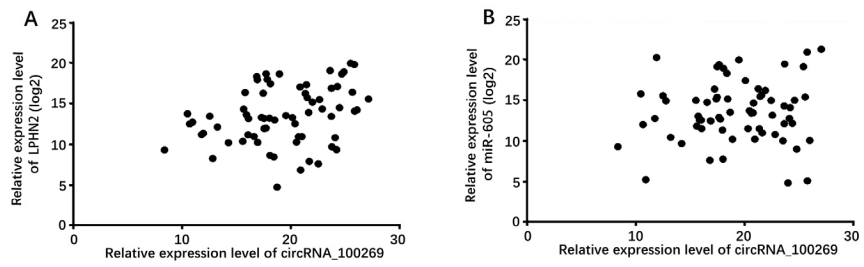 A
25
20
15
10
5
0
0 10 20 30
Relative expression level
of LPHN2 (log2)
Relative expression level of circRNA_100269
B
25
20
15
10
5
0
0 10 20 30
Relative expression level
of miR-605 (log2)
Relative expression level of circRNA_100269